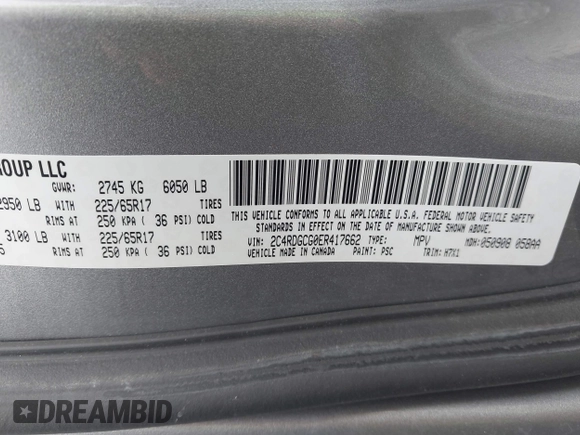 ROUP LLC
GVWR: 2745 KG 6050 LB
2950 LB WITH 225/65R17 TIRES
RIMS AT 250 KPA ( 36 PSI) COLD
3100 LB WITH 225/65R17 TIRES
RIMS AT 250 KPA ( 36 PSI) COLD
THIS VEHICLE CONFORMS TO ALL APPLICABLE U.S.A. FEDERAL MOTOR VEHICLE SAFETY
STANDARDS IN EFFECT ON THE DATE OF MANUFACTURE SHOWN ABOVE.
VIN: 2C4RDGCG0ER417662 TYPE: MPV MDH: 050908 058AA
VEHICLE MADE IN CANADA PAINT: PSC TRIM: H7X1
DREAMBID